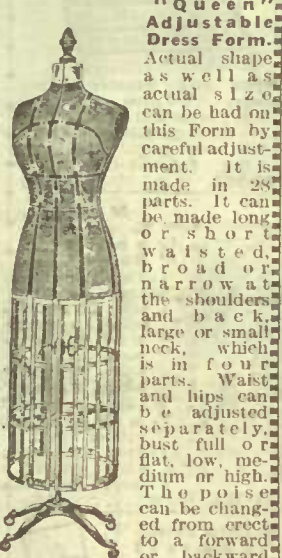 "Queen"
Adjustable
Dress Form.
Actual shape
as well as
actual size
can be had on
this Form by
careful adjust-
ment. It is
made in 28
parts. It can
be made long
or short
waisted,
broad or
narrow at
the shoulders
and back,
large or small
neck, which
is in four
parts. Waist
and hips can
be adjusted
separately,
bust full or
flat, low, me-
dium or high.
The poise
can be chang-
ed from erect
to a forward
or backward